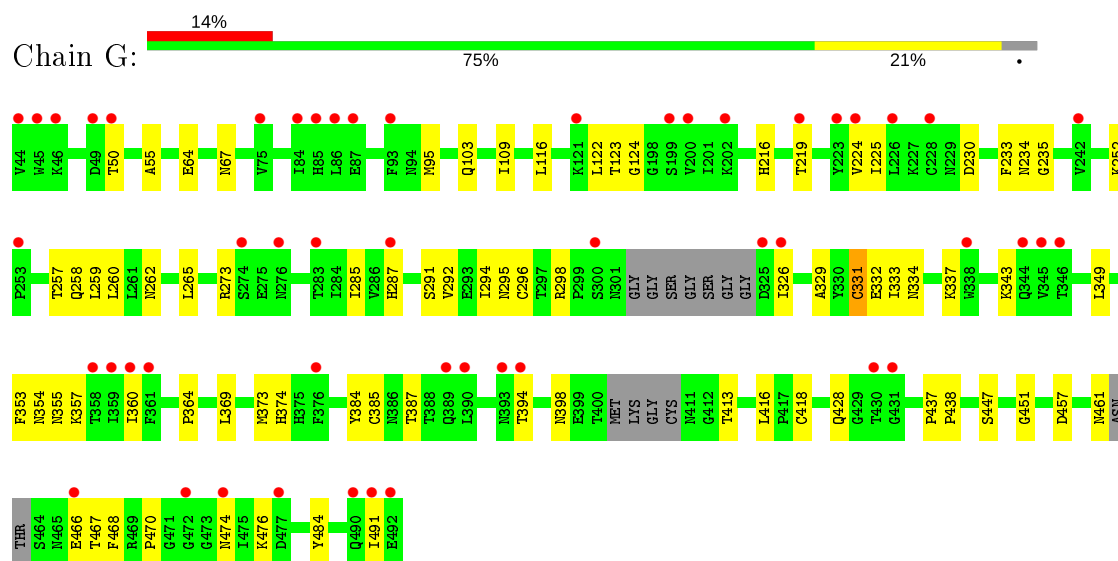 14%
Chain G:
75% 21% •
V44 W45 K46 D49 T50 A55 E64 N67 V75 I84 H85 L86 E87 F93 N94 M95 Q103 I109 L116 K121 L122 T123 G124 G198 S199 V200 I201 K202 H216 T219 Y223 V224 I225 L226 K227 C228 N229 D230 F233 N234 G235 V242 K252
P253 T257 Q258 L259 L260 L261 N262 L265 R273 S274 E275 N276 T283 I284 I285 V286 H287 S291 V292 E293 I294 N295 C296 T297 R298 P299 S300 N301 GLY GLY SER GLY SER GLY GLY D325 I326 A329 Y330 C331 E332 I333 N334 K337 W338 K343 Q344 V345 T346 L349
F353 N354 N355 K357 T358 I359 I360 F361 P364 L369 M373 H374 H375 F376 Y384 C385 N386 T387 T388 Q389 L390 N393 T394 N398 E399 T400 MET LYS GLY CYS N411 G412 T413 L416 P417 C418 Q428 G429 T430 G431 P437 P438 S447 G451 D457 N461 ASN
THR S464 N465 E466 T467 F468 R469 P470 G471 G472 G473 N474 I475 K476 D477 Y484 Q490 I491 E492